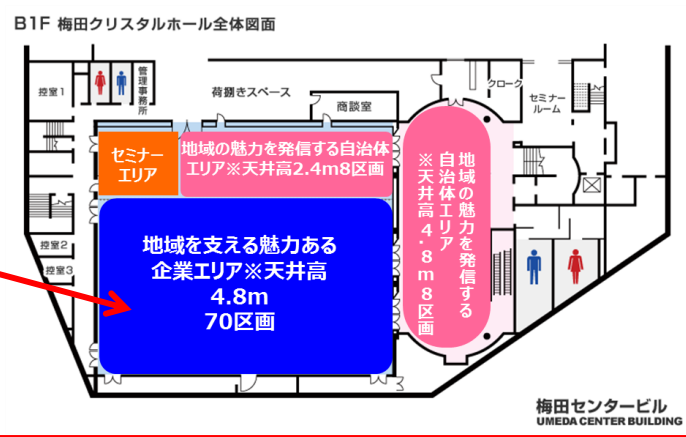 B1F 梅田クリスタルホール全体図面
控室1
管理事務所
荷捌きスペース
商談室
クローク
セミナー
ルーム
セミナー
エリア
地域の魅力を発信する自治体
エリア※天井高2.4m8区画
地域の魅力を発信する
自治体エリア
※天井高4.8m8区画
地域を支える魅力ある
企業エリア※天井高
4.8m
70区画
控室2
控室3
梅田センタービル
UMEDA CENTER BUILDING